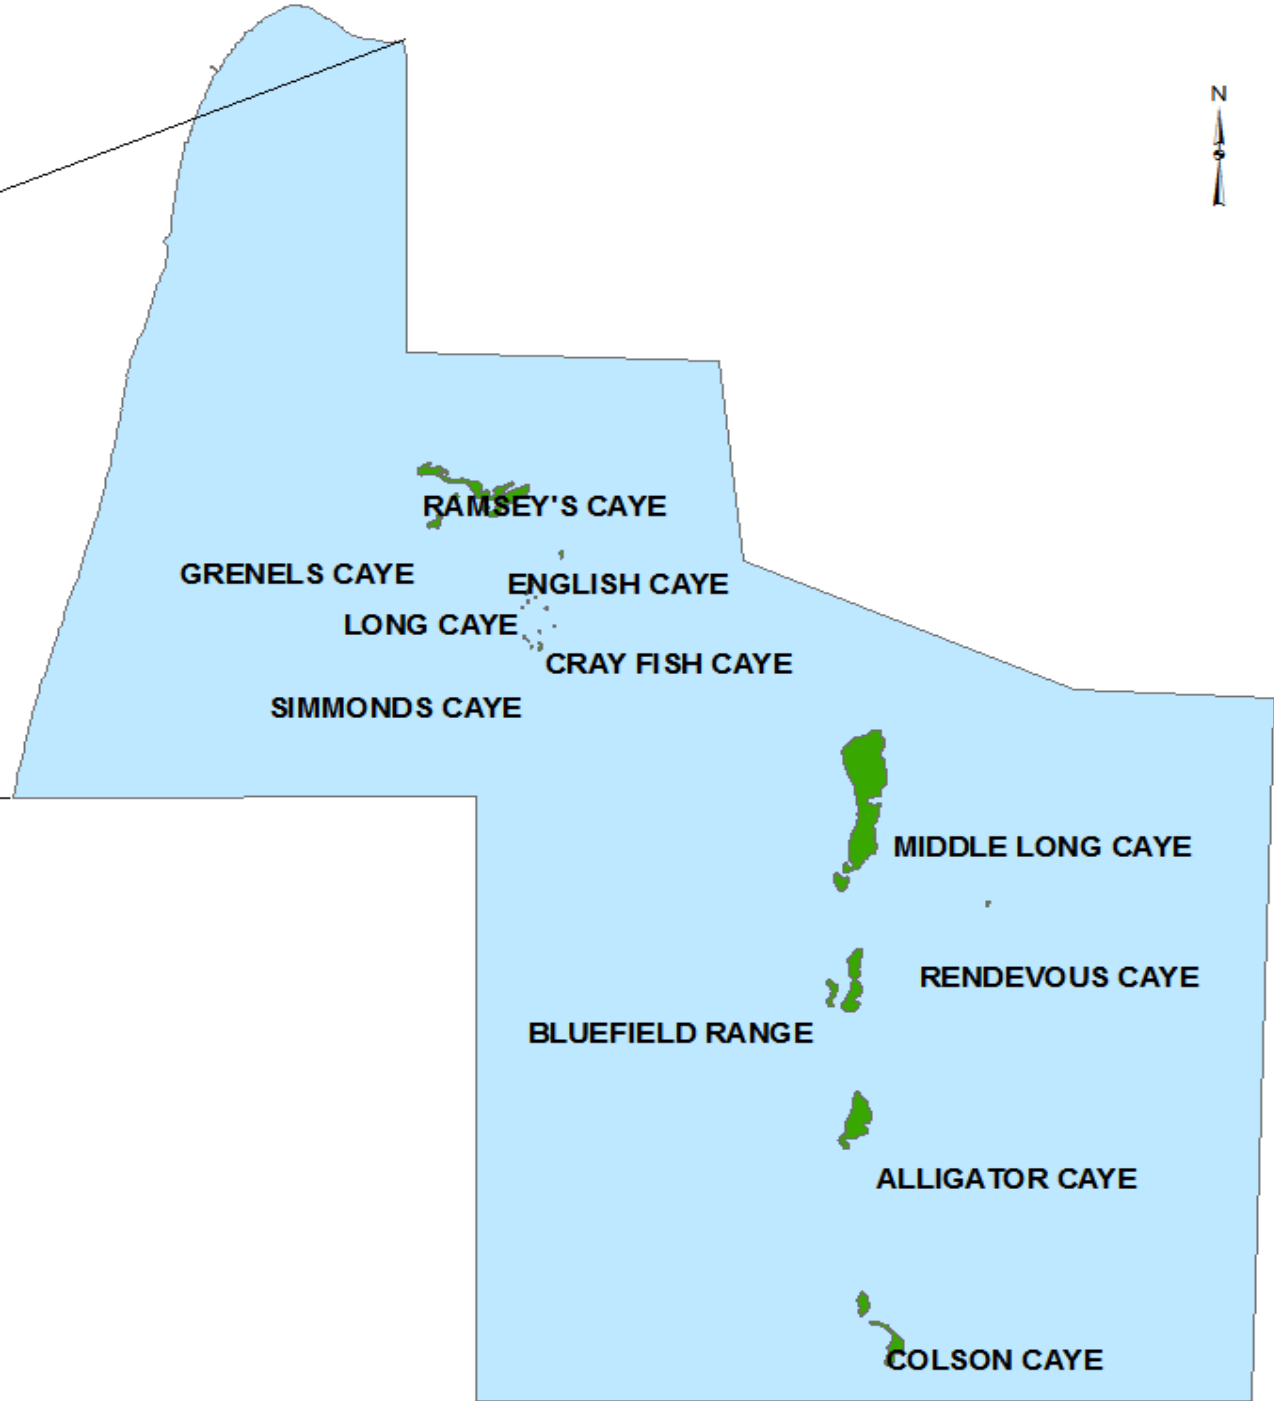 N
RAMSEY'S CAYE
GRENELS CAYE
ENGLISH CAYE
LONG CAYE
CRAY FISH CAYE
SIMMONDS CAYE
MIDDLE LONG CAYE
RENDEVOUS CAYE
BLUEFIELD RANGE
ALLIGATOR CAYE
COLSON CAYE